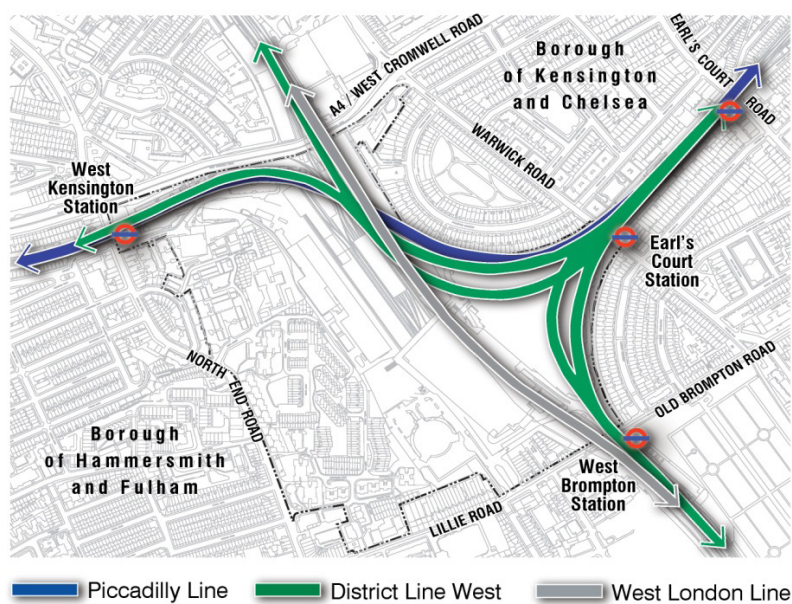 A4 / WEST CROMWELL ROAD
Borough
of Kensington
and Chelsea
EARL'S COURT
ROAD
WARWICK ROAD
West
Kensington
Station
Earl's
Court
Station
NORTH END ROAD
OLD BROMPTON ROAD
Borough
of Hammersmith
and Fulham
West
Brompton
Station
LILLIE ROAD
Piccadilly Line
District Line West
West London Line